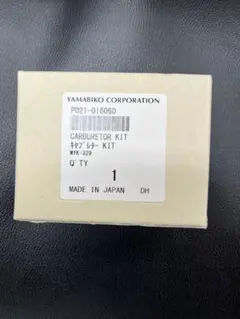 YAMABIKO CORPORATION
P021-016060
CARBURETOR KIT
ｷﾔﾌﾞﾚﾀｰ KIT
WYK-329
Q'TY
1
MADE IN JAPAN DH